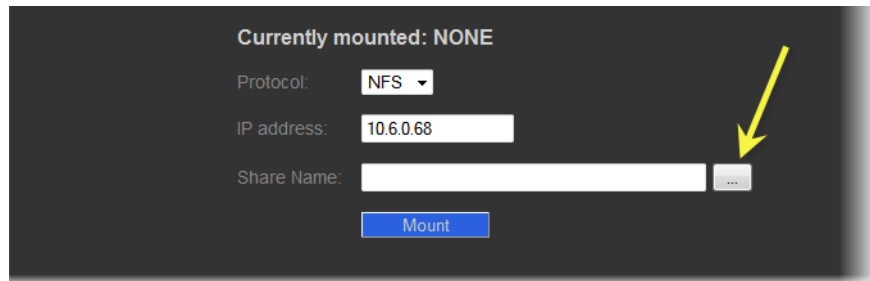 Currently mounted: NONE
Protocol: NFS
IP address: 10.6.0.68
Share Name: ...
Mount